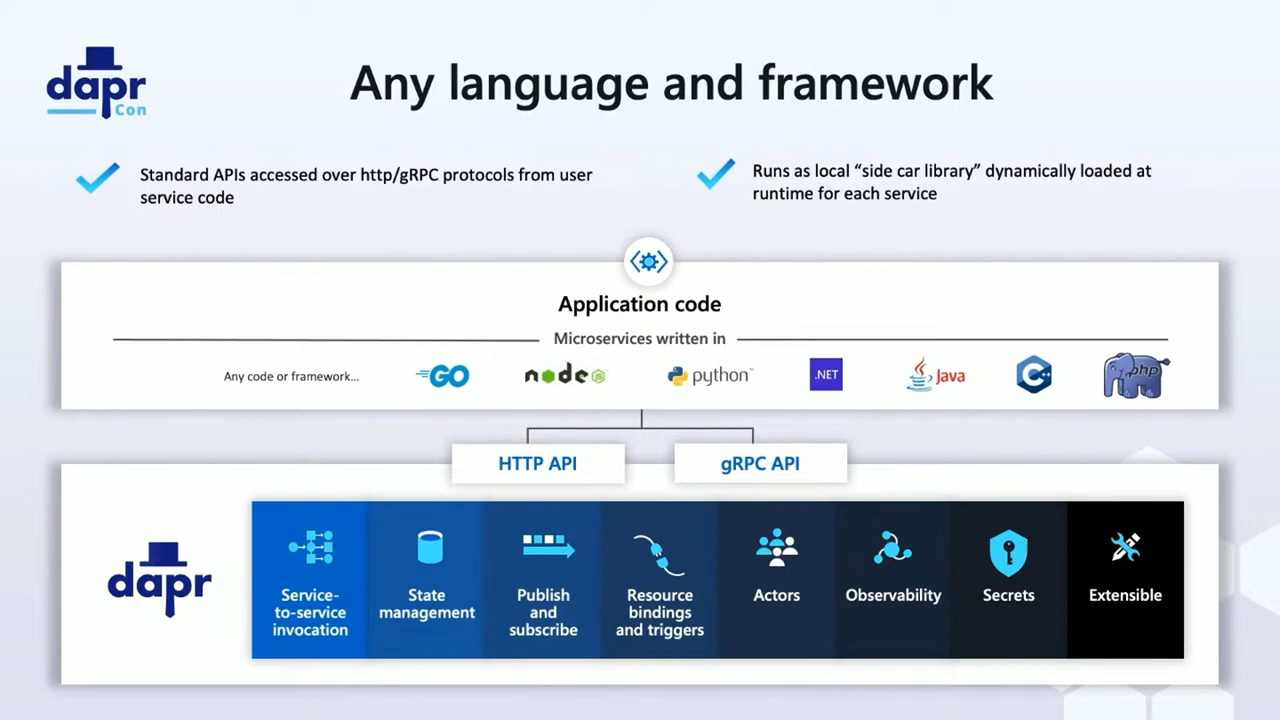 dapr
Con
Any language and framework
Standard APIs accessed over http/gRPC protocols from user
service code
Runs as local “side car library” dynamically loaded at
runtime for each service
Application code
Microservices written in
Any code or framework...
GO
node
JS
python™
.NET
Java
C++
php
HTTP API
gRPC API
dapr
Service-
to-service
invocation
State
management
Publish
and
subscribe
Resource
bindings
and triggers
Actors
Observability
Secrets
Extensible